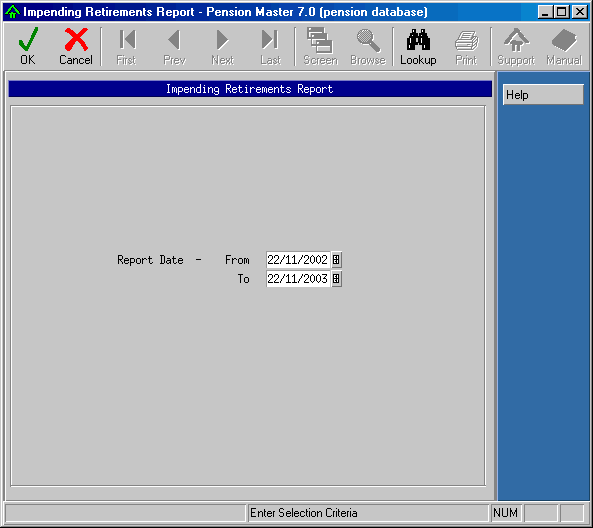 Impending Retirements Report - Pension Master 7.0 (pension database)
OK Cancel First Prev Next Last Screen Browse Lookup Print Support Manual
Impending Retirements Report
Help
Report Date - From 22/11/2002
To 22/11/2003
Enter Selection Criteria NUM